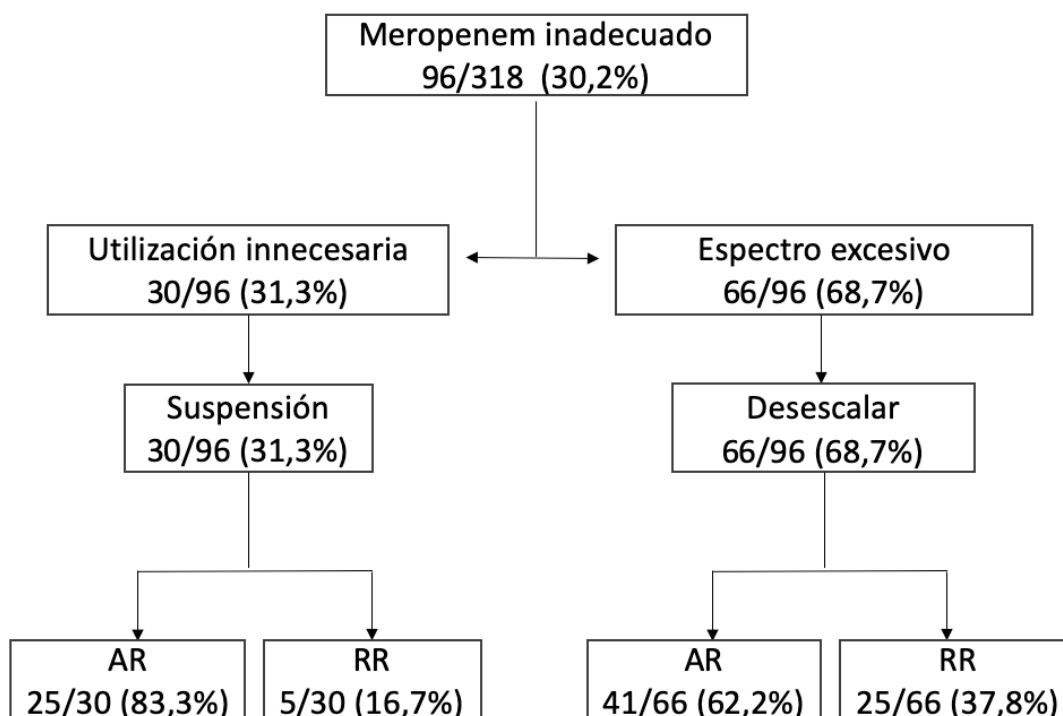 Meropenem inadecuado
96/318 (30,2%)
Utilización innecesaria
30/96 (31,3%)
Espectro excesivo
66/96 (68,7%)
Suspensión
30/96 (31,3%)
Desescalar
66/96 (68,7%)
AR
25/30 (83,3%)
RR
5/30 (16,7%)
AR
41/66 (62,2%)
RR
25/66 (37,8%)